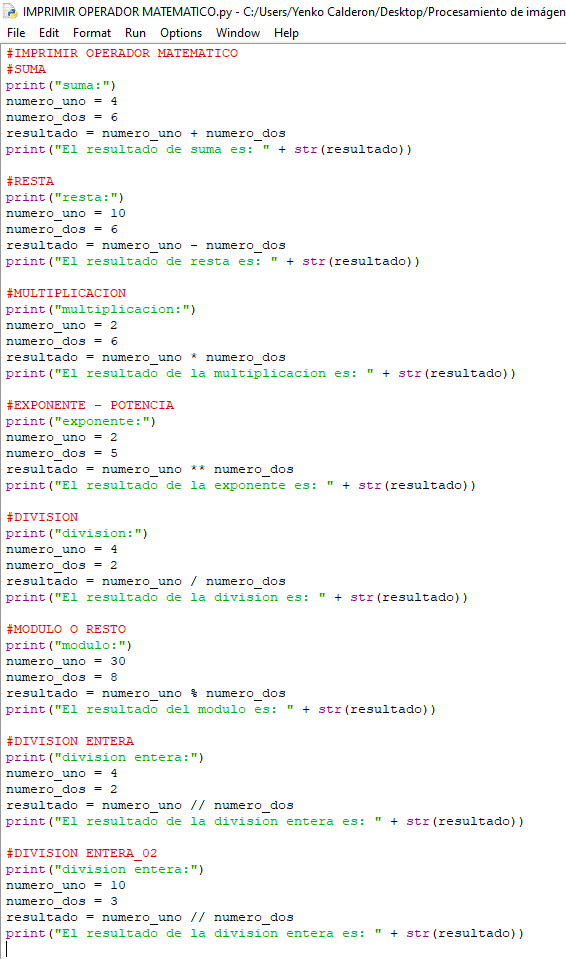 IMPRIMIR OPERADOR MATEMATICO.py - C:/Users/Yenko Calderon/Desktop/Procesamiento de imágen
File Edit Format Run Options Window Help
#IMPRIMIR OPERADOR MATEMATICO
#SUMA
print("suma:")
numero_uno = 4
numero_dos = 6
resultado = numero_uno + numero_dos
print("El resultado de suma es: " + str(resultado))
#RESTA
print("resta:")
numero_uno = 10
numero_dos = 6
resultado = numero_uno - numero_dos
print("El resultado de resta es: " + str(resultado))
#MULTIPLICACION
print("multiplicacion:")
numero_uno = 2
numero_dos = 6
resultado = numero_uno * numero_dos
print("El resultado de la multiplicacion es: " + str(resultado))
#EXPONENTE - POTENCIA
print("exponente:")
numero_uno = 2
numero_dos = 5
resultado = numero_uno ** numero_dos
print("El resultado de la exponente es: " + str(resultado))
#DIVISION
print("division:")
numero_uno = 4
numero_dos = 2
resultado = numero_uno / numero_dos
print("El resultado de la division es: " + str(resultado))
#MODULO O RESTO
print("modulo:")
numero_uno = 30
numero_dos = 8
resultado = numero_uno % numero_dos
print("El resultado del modulo es: " + str(resultado))
#DIVISION ENTERA
print("division entera:")
numero_uno = 4
numero_dos = 2
resultado = numero_uno // numero_dos
print("El resultado de la division entera es: " + str(resultado))
#DIVISION ENTERA_02
print("division entera:")
numero_uno = 10
numero_dos = 3
resultado = numero_uno // numero_dos
print("El resultado de la division entera es: " + str(resultado))